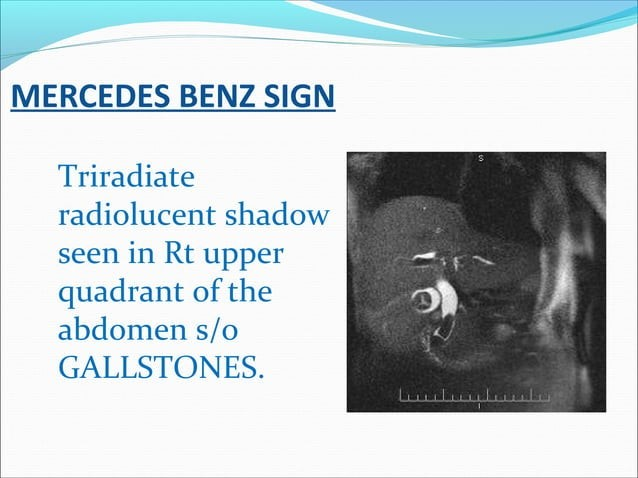 MERCEDES BENZ SIGN
Triradiate
radiolucent shadow
seen in Rt upper
quadrant of the
abdomen s/o
GALLSTONES.
S